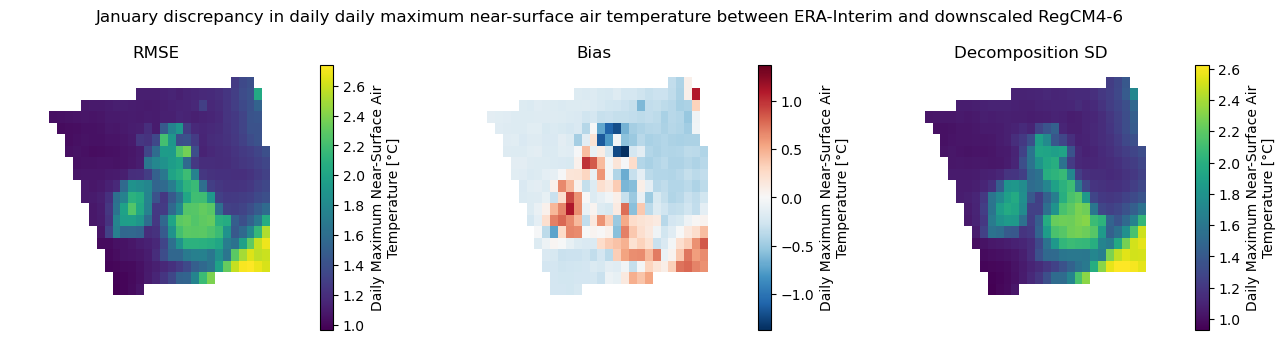 January discrepancy in daily daily maximum near-surface air temperature between ERA-Interim and downscaled RegCM4-6
RMSE
2.6
2.4
2.2
2.0
1.8
1.6
1.4
1.2
1.0
Daily Maximum Near-Surface Air
Temperature [°C]
Bias
1.0
0.5
0.0
−0.5
−1.0
Daily Maximum Near-Surface Air
Temperature [°C]
Decomposition SD
2.6
2.4
2.2
2.0
1.8
1.6
1.4
1.2
1.0
Daily Maximum Near-Surface Air
Temperature [°C]